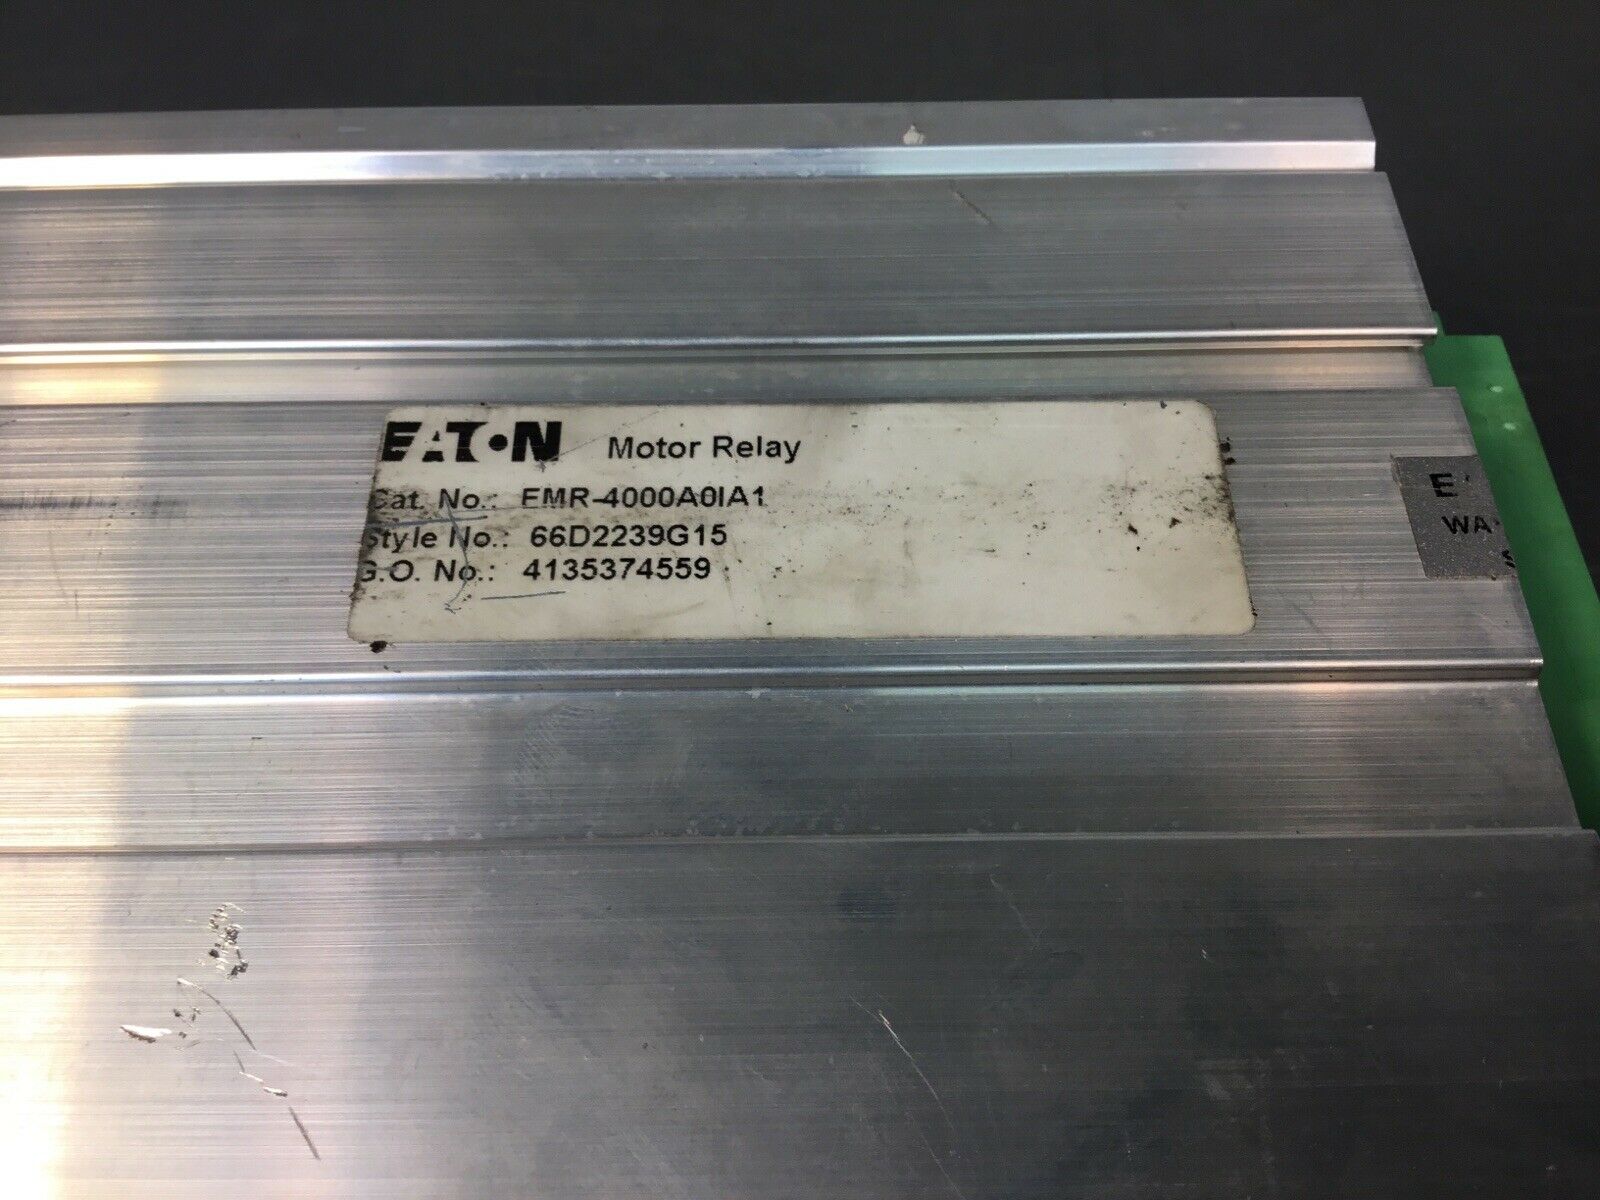 EATON Motor Relay
Cat. No.: EMR-4000A0IA1
Style No.: 66D2239G15
G.O. No.: 4135374559